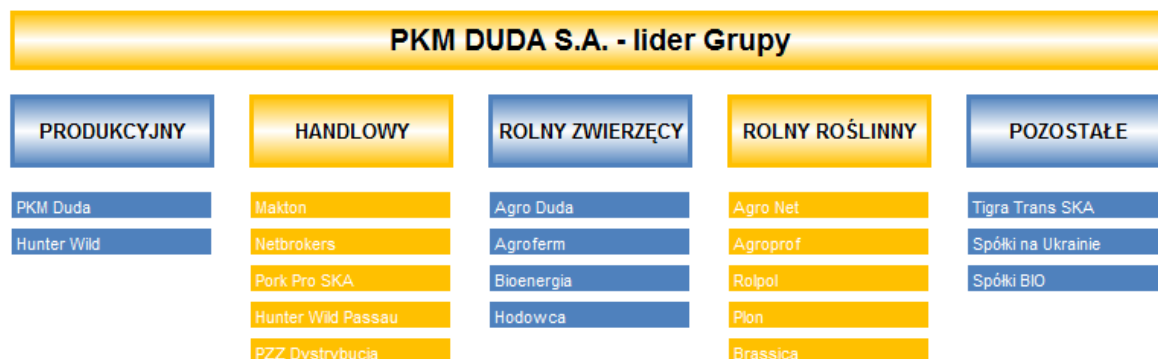 PKM DUDA S.A. - lider Grupy
PRODUKCYJNY
PKM Duda
Hunter Wild
HANDLOWY
Makton
Netbrokers
Pork Pro SKA
Hunter Wild Passau
PZZ Dystrybucja
ROLNY ZWIERZĘCY
Agro Duda
Agroferm
Bioenergia
Hodowca
ROLNY ROŚLINNY
Agro Net
Agroprof
Rolpol
Plon
Brassica
POZOSTAŁE
Tigra Trans SKA
Spółki na Ukrainie
Spółki BIO